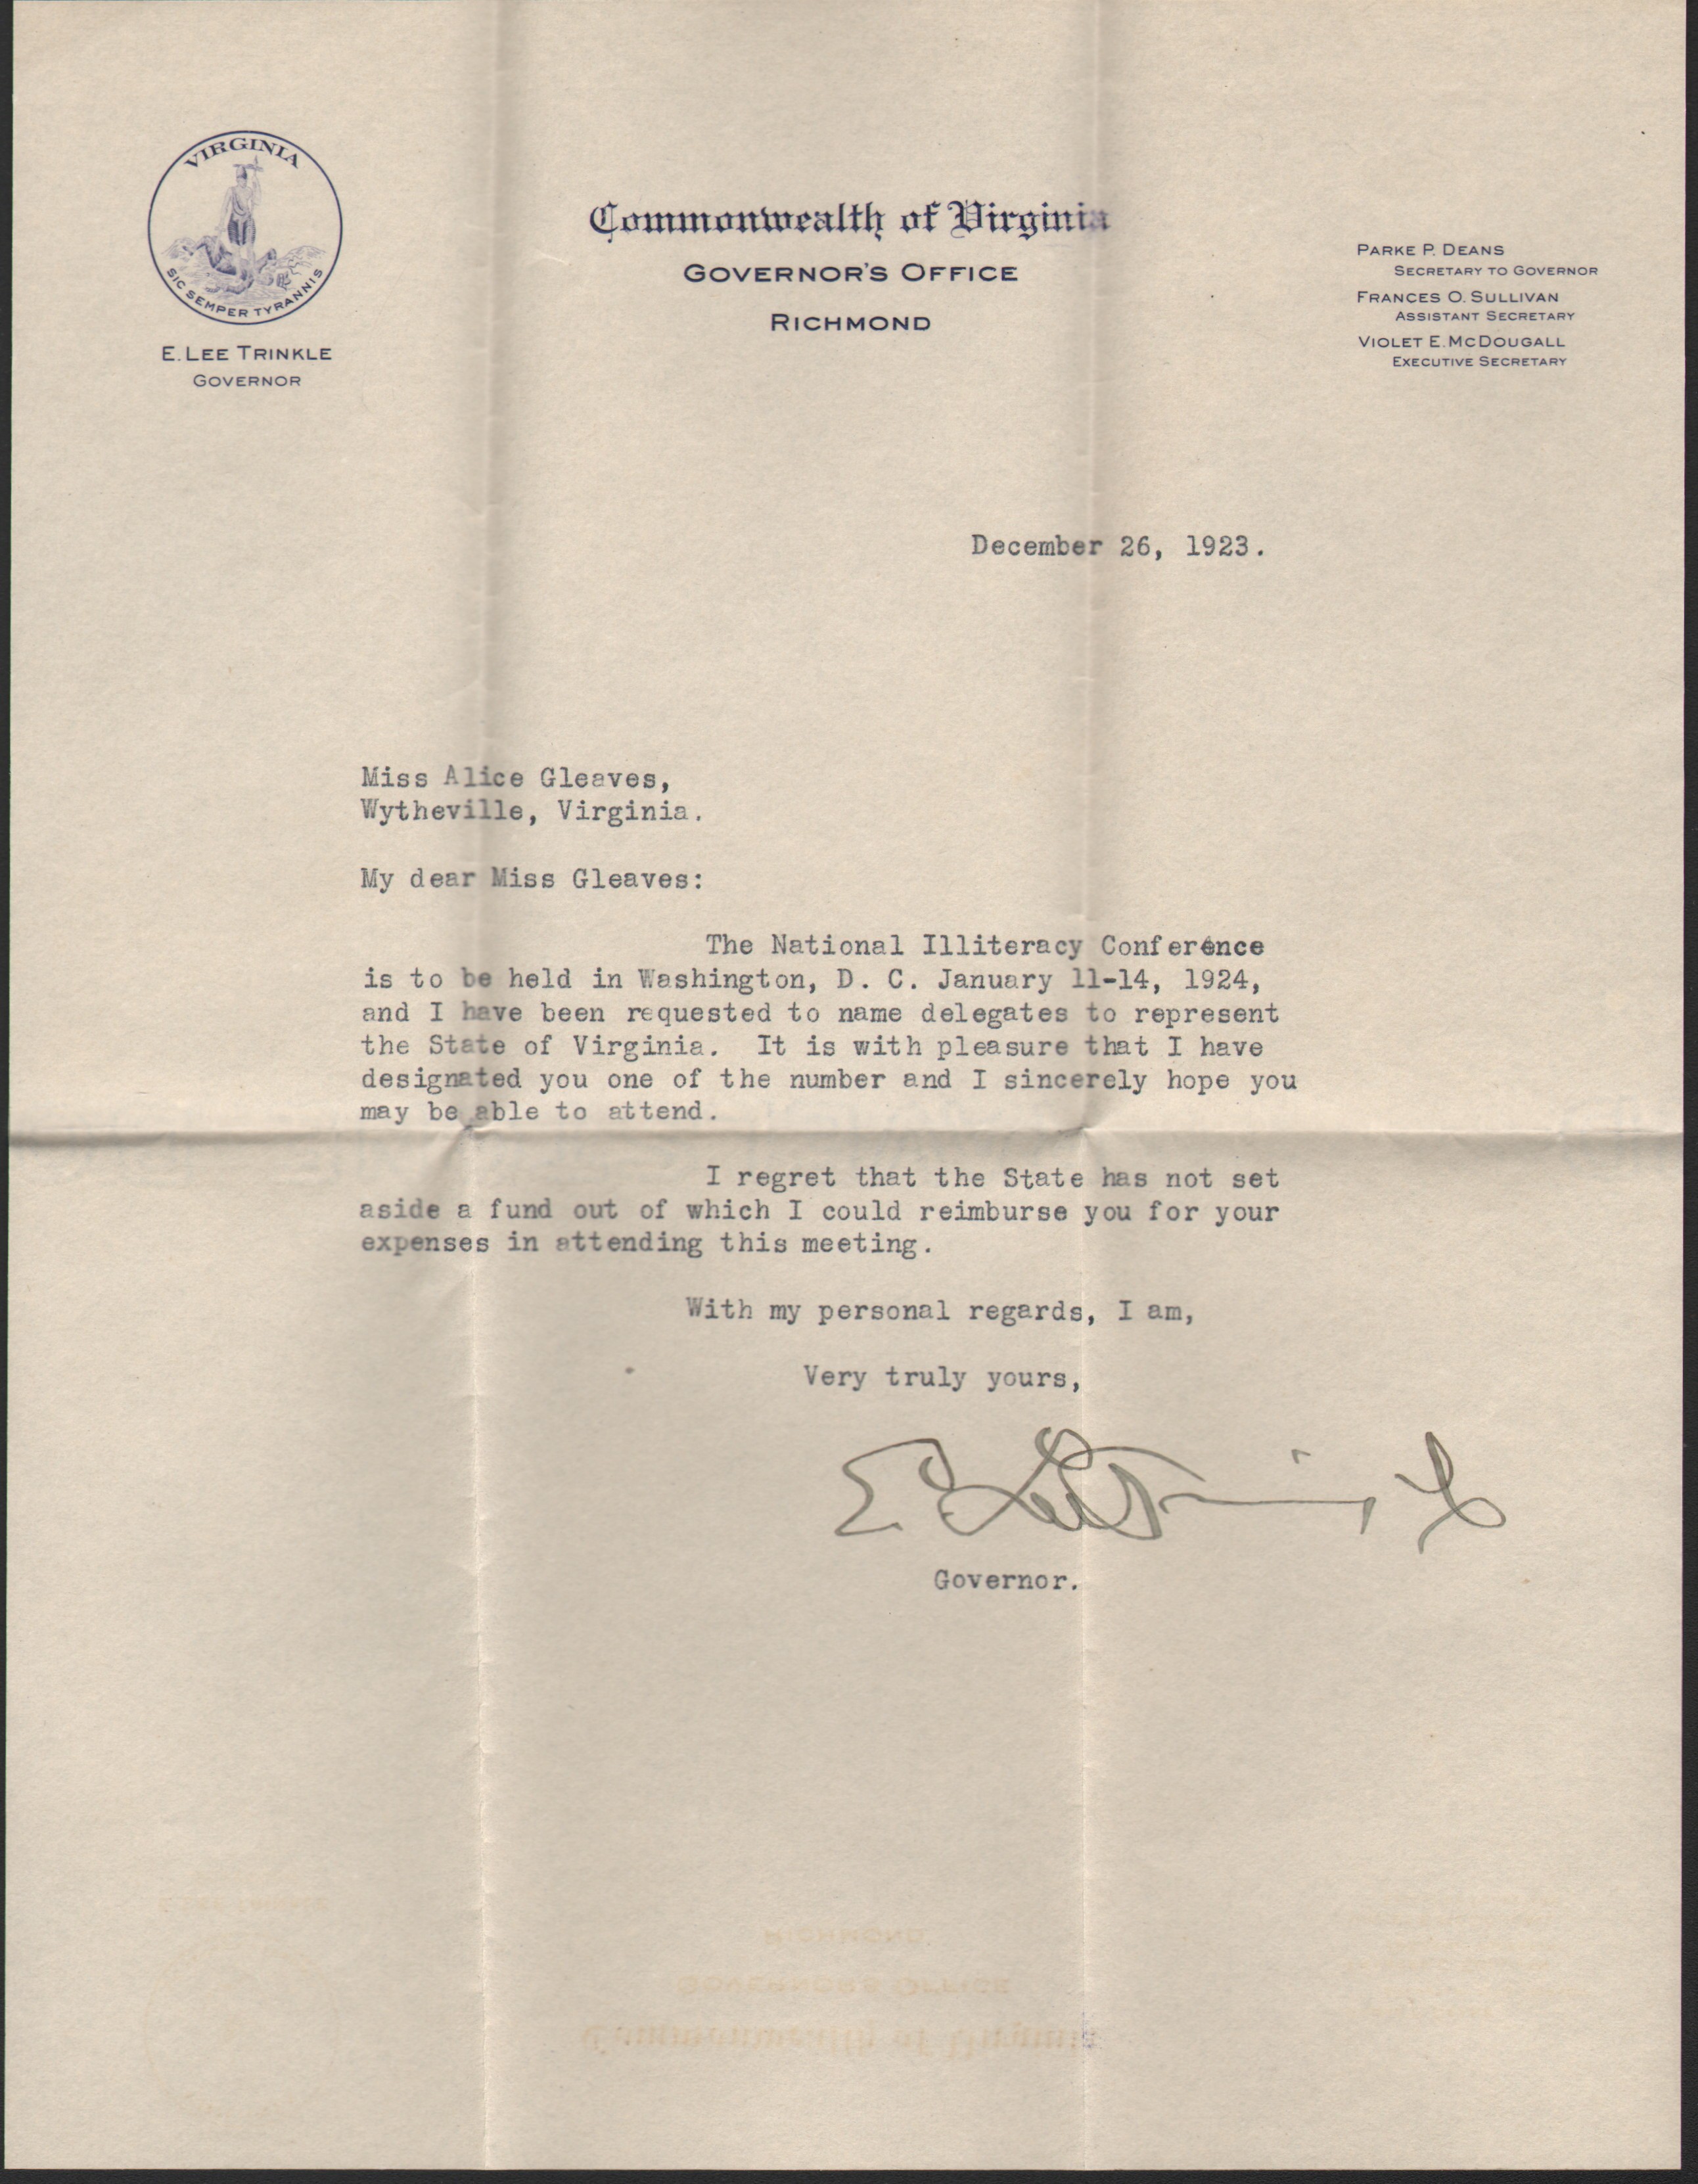 VIRGINIA
SIC SEMPER TYRANNIS
E. LEE TRINKLE
GOVERNOR
Commonwealth of Virginia
GOVERNOR'S OFFICE
RICHMOND
PARKE P. DEANS
SECRETARY TO GOVERNOR
FRANCES O. SULLIVAN
ASSISTANT SECRETARY
VIOLET E. MCDOUGALL
EXECUTIVE SECRETARY
December 26, 1923.
Miss Alice Gleaves,
Wytheville, Virginia.
My dear Miss Gleaves:
The National Illiteracy Conference
is to be held in Washington, D. C. January 11-14, 1924,
and I have been requested to name delegates to represent
the State of Virginia. It is with pleasure that I have
designated you one of the number and I sincerely hope you
may be able to attend.
I regret that the State has not set
aside a fund out of which I could reimburse you for your
expenses in attending this meeting.
With my personal regards, I am,
Very truly yours,
E Lee Trinkle
Governor.